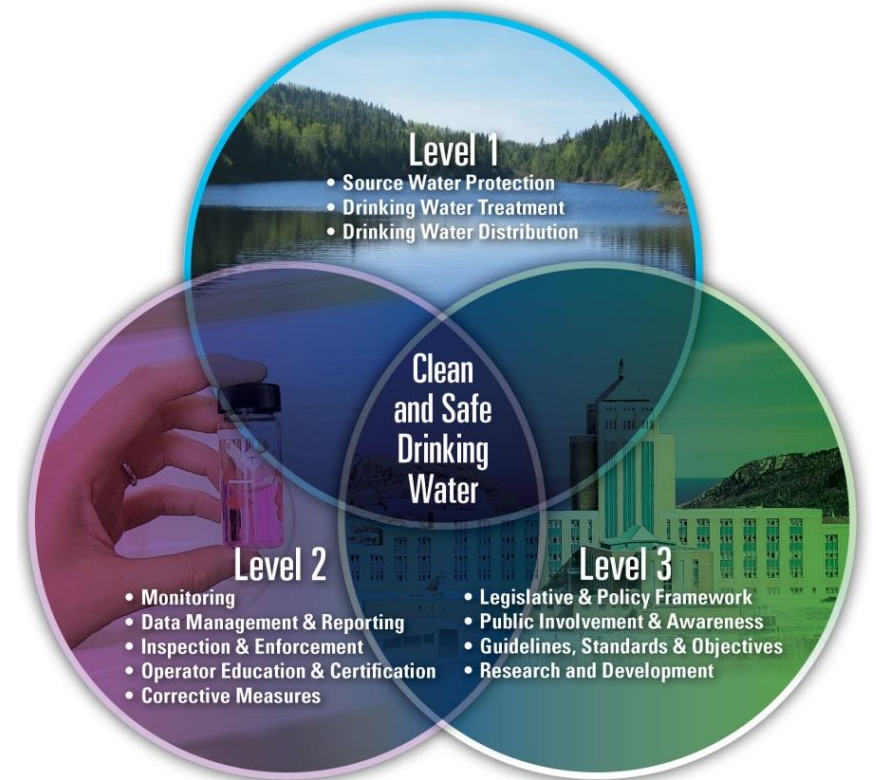 Level 1
• Source Water Protection
• Drinking Water Treatment
• Drinking Water Distribution
Clean
and Safe
Drinking
Water
Level 2
• Monitoring
• Data Management & Reporting
• Inspection & Enforcement
• Operator Education & Certification
• Corrective Measures
Level 3
• Legislative & Policy Framework
• Public Involvement & Awareness
• Guidelines, Standards & Objectives
• Research and Development